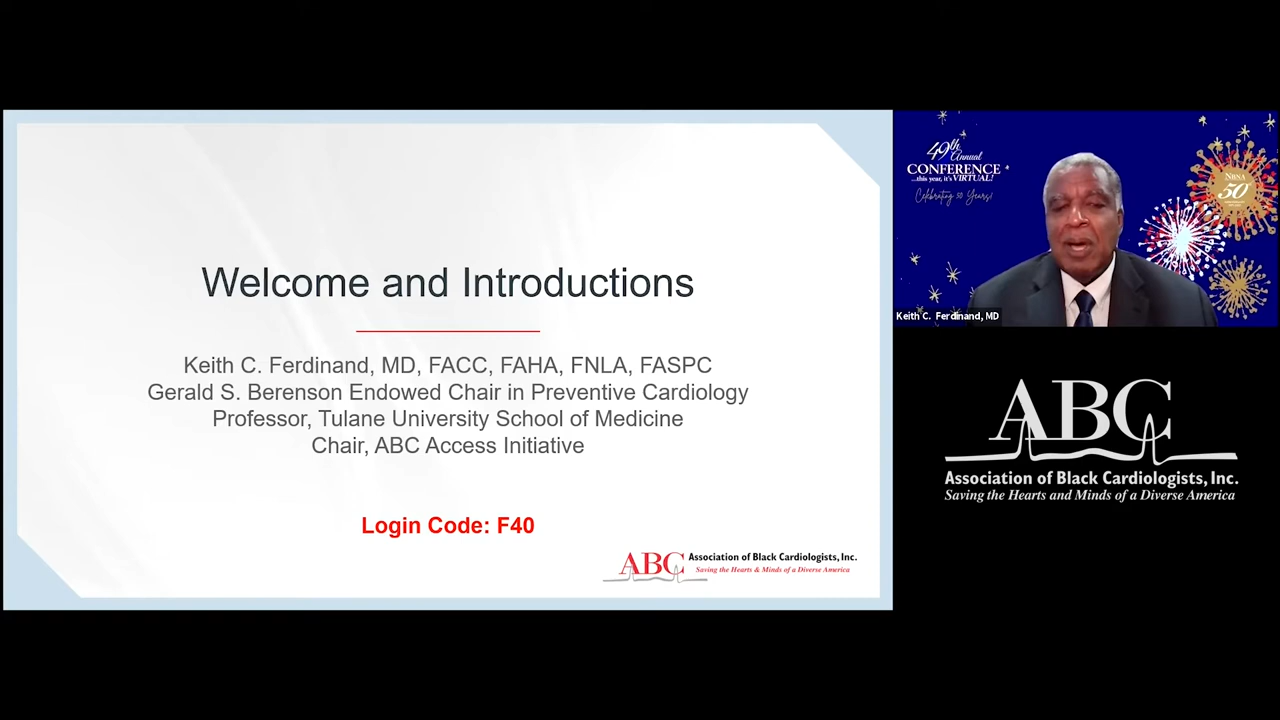 Welcome and Introductions
Keith C. Ferdinand, MD, FACC, FAHA, FNLA, FASPC
Gerald S. Berenson Endowed Chair in Preventive Cardiology
Professor, Tulane University School of Medicine
Chair, ABC Access Initiative
Login Code: F40
ABC
Association of Black Cardiologists, Inc.
Saving the Hearts & Minds of a Diverse America
49th
Annual
CONFERENCE
...this year, it's VIRTUAL!
Celebrating 50 Years!
NBNA
50
Keith C. Ferdinand, MD
ABC
Association of Black Cardiologists, Inc.
Saving the Hearts and Minds of a Diverse America